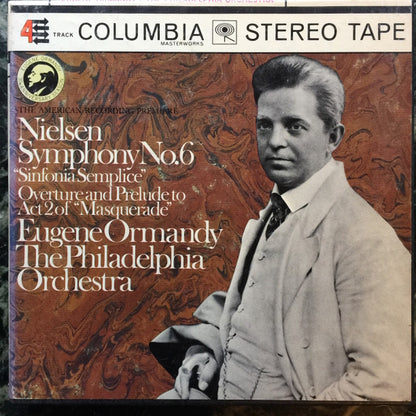 4 TRACK COLUMBIA MASTERWORKS STEREO TAPE
THE AMERICAN RECORDING PREMIERE
Nielsen
Symphony No.6
"Sinfonia Semplice"
Overture and Prelude to
Act 2 of "Masquerade"
Eugene Ormandy
The Philadelphia
Orchestra